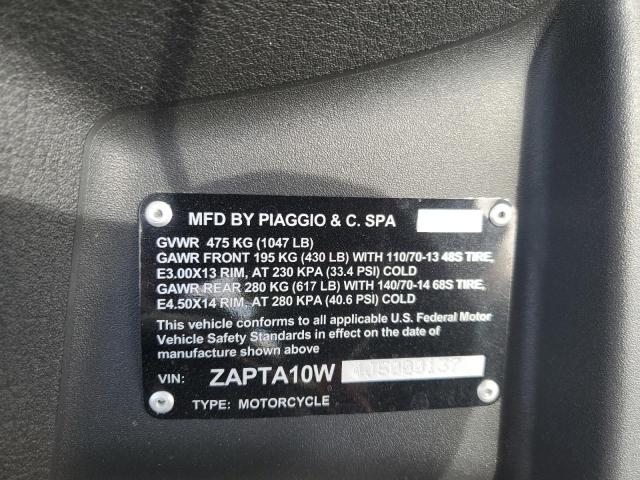 MFD BY PIAGGIO & C. SPA
GVWR 475 KG (1047 LB)
GAWR FRONT 195 KG (430 LB) WITH 110/70-13 48S TIRE,
E3.00X13 RIM, AT 230 KPA (33.4 PSI) COLD
GAWR REAR 280 KG (617 LB) WITH 140/70-14 68S TIRE,
E4.50X14 RIM, AT 280 KPA (40.6 PSI) COLD
This vehicle conforms to all applicable U.S. Federal Motor
Vehicle Safety Standards in effect on the date of
manufacture shown above
VIN: ZAPTA10W
TYPE: MOTORCYCLE